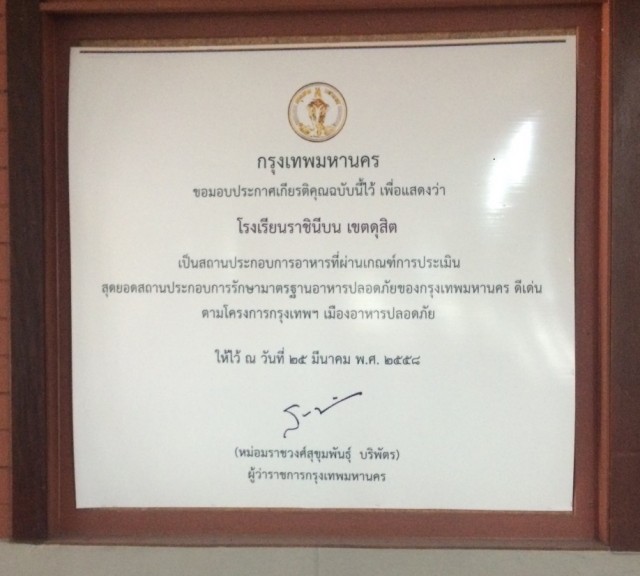 กรุงเทพมหานคร
ขอมอบประกาศเกียรติคุณฉบับนี้ไว้ เพื่อแสดงว่า
โรงเรียนราชินีบน เขตดุสิต
เป็นสถานประกอบการอาหารที่ผ่านเกณฑ์การประเมิน
สุดยอดสถานประกอบการรักษามาตรฐานอาหารปลอดภัยของกรุงเทพมหานคร ดีเด่น
ตามโครงการกรุงเทพฯ เมืองอาหารปลอดภัย
ให้ไว้ ณ วันที่ ๒๕ มีนาคม พ.ศ. ๒๕๕๘
(หม่อมราชวงศ์สุขุมพันธุ์ บริพัตร)
ผู้ว่าราชการกรุงเทพมหานคร